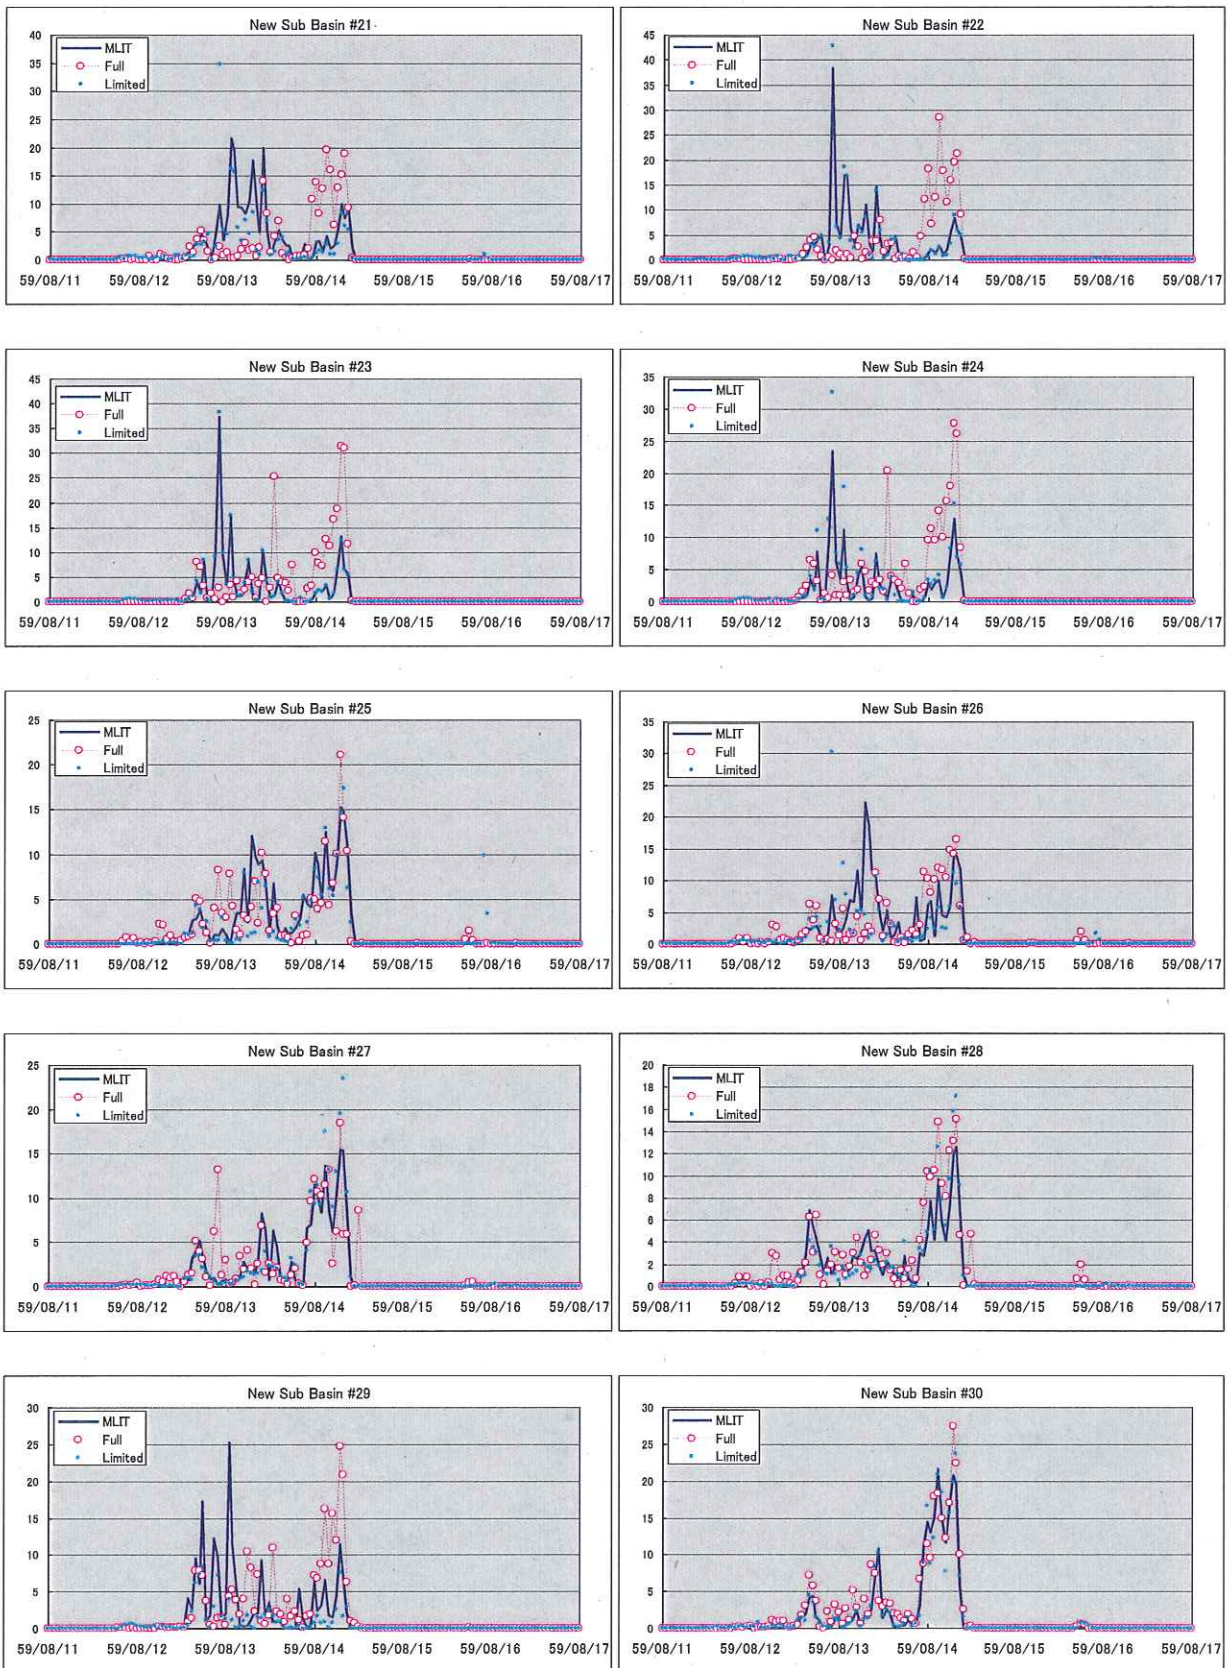 New Sub Basin #21
40
35
30
25
20
15
10
5
0
MLIT
Full
Limited
59/08/11 59/08/12 59/08/13 59/08/14 59/08/15 59/08/16 59/08/17
New Sub Basin #22
45
40
35
30
25
20
15
10
5
0
MLIT
Full
Limited
59/08/11 59/08/12 59/08/13 59/08/14 59/08/15 59/08/16 59/08/17
New Sub Basin #23
45
40
35
30
25
20
15
10
5
0
MLIT
Full
Limited
59/08/11 59/08/12 59/08/13 59/08/14 59/08/15 59/08/16 59/08/17
New Sub Basin #24
35
30
25
20
15
10
5
0
MLIT
Full
Limited
59/08/11 59/08/12 59/08/13 59/08/14 59/08/15 59/08/16 59/08/17
New Sub Basin #25
25
20
15
10
5
0
MLIT
Full
Limited
59/08/11 59/08/12 59/08/13 59/08/14 59/08/15 59/08/16 59/08/17
New Sub Basin #26
35
30
25
20
15
10
5
0
MLIT
Full
Limited
59/08/11 59/08/12 59/08/13 59/08/14 59/08/15 59/08/16 59/08/17
New Sub Basin #27
25
20
15
10
5
0
MLIT
Full
Limited
59/08/11 59/08/12 59/08/13 59/08/14 59/08/15 59/08/16 59/08/17
New Sub Basin #28
20
18
16
14
12
10
8
6
4
2
0
MLIT
Full
Limited
59/08/11 59/08/12 59/08/13 59/08/14 59/08/15 59/08/16 59/08/17
New Sub Basin #29
30
25
20
15
10
5
0
MLIT
Full
Limited
59/08/11 59/08/12 59/08/13 59/08/14 59/08/15 59/08/16 59/08/17
New Sub Basin #30
30
25
20
15
10
5
0
MLIT
Full
Limited
59/08/11 59/08/12 59/08/13 59/08/14 59/08/15 59/08/16 59/08/17